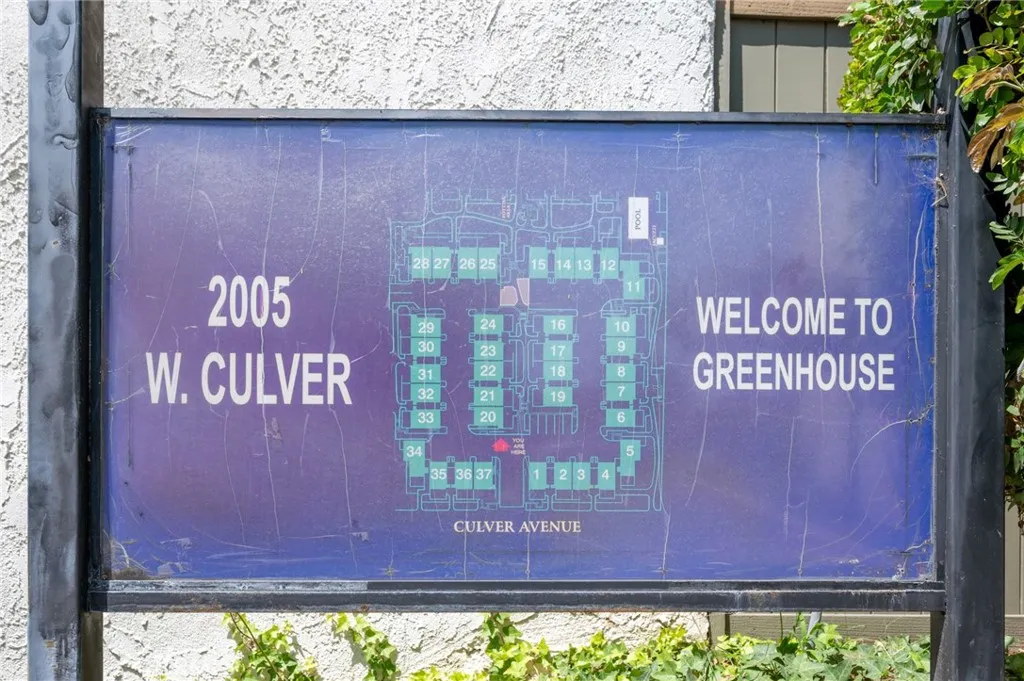 2005
W. CULVER
POOL
28 27 26 25 15 14 13 12
11
29 24 16 10
30 23 17 9
31 22 18 8
32 21 19 7
33 20 6
YOU
ARE
HERE
34 5
35 36 37 1 2 3 4
CULVER AVENUE
WELCOME TO
GREENHOUSE